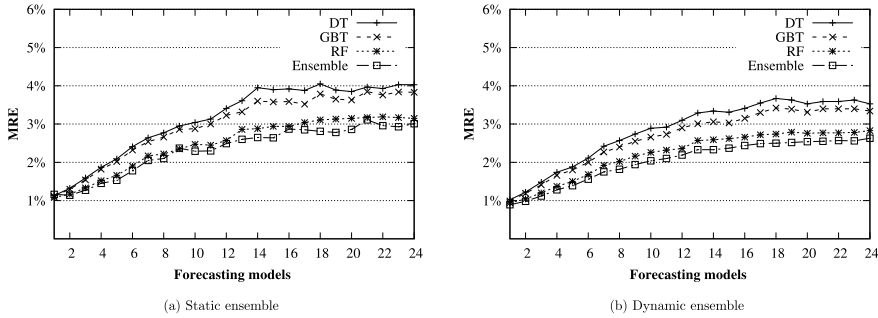 MRE
6%
5%
4%
3%
2%
1%
DT
GBT
RF
Ensemble
2 4 6 8 10 12 14 16 18 20 22 24
Forecasting models
(a) Static ensemble
MRE
6%
5%
4%
3%
2%
1%
DT
GBT
RF
Ensemble
2 4 6 8 10 12 14 16 18 20 22 24
Forecasting models
(b) Dynamic ensemble